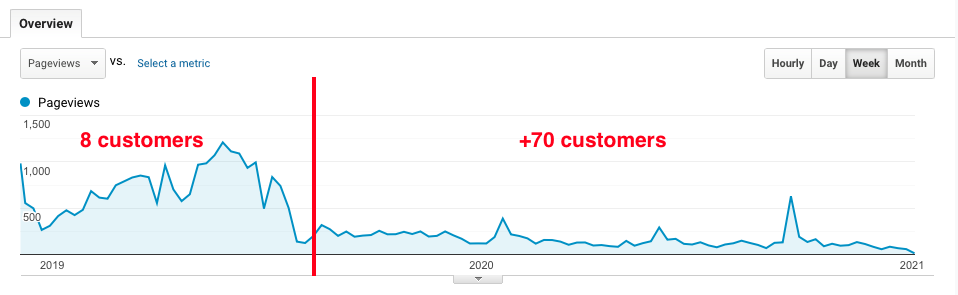 Overview
Pageviews vs. Select a metric
Hourly Day Week Month
Pageviews
1,500
8 customers +70 customers
1,000
500
2019 2020 2021